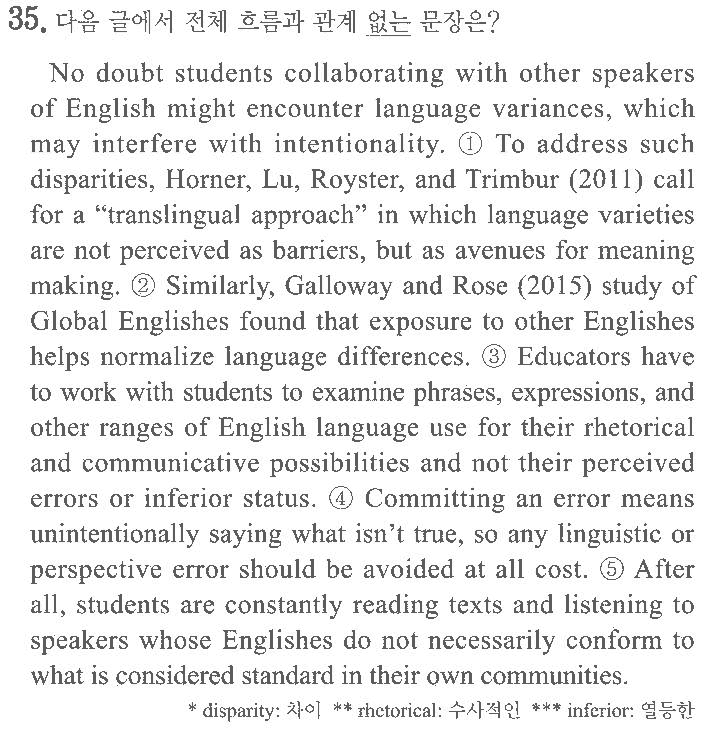 35. 다음 글에서 전체 흐름과 관계 없는 문장은?
No doubt students collaborating with other speakers
of English might encounter language variances, which
may interfere with intentionality. ① To address such
disparities, Horner, Lu, Royster, and Trimbur (2011) call
for a “translingual approach” in which language varieties
are not perceived as barriers, but as avenues for meaning
making. ② Similarly, Galloway and Rose (2015) study of
Global Englishes found that exposure to other Englishes
helps normalize language differences. ③ Educators have
to work with students to examine phrases, expressions, and
other ranges of English language use for their rhetorical
and communicative possibilities and not their perceived
errors or inferior status. ④ Committing an error means
unintentionally saying what isn’t true, so any linguistic or
perspective error should be avoided at all cost. ⑤ After
all, students are constantly reading texts and listening to
speakers whose Englishes do not necessarily conform to
what is considered standard in their own communities.
* disparity: 차이 ** rhetorical: 수사적인 *** inferior: 열등한